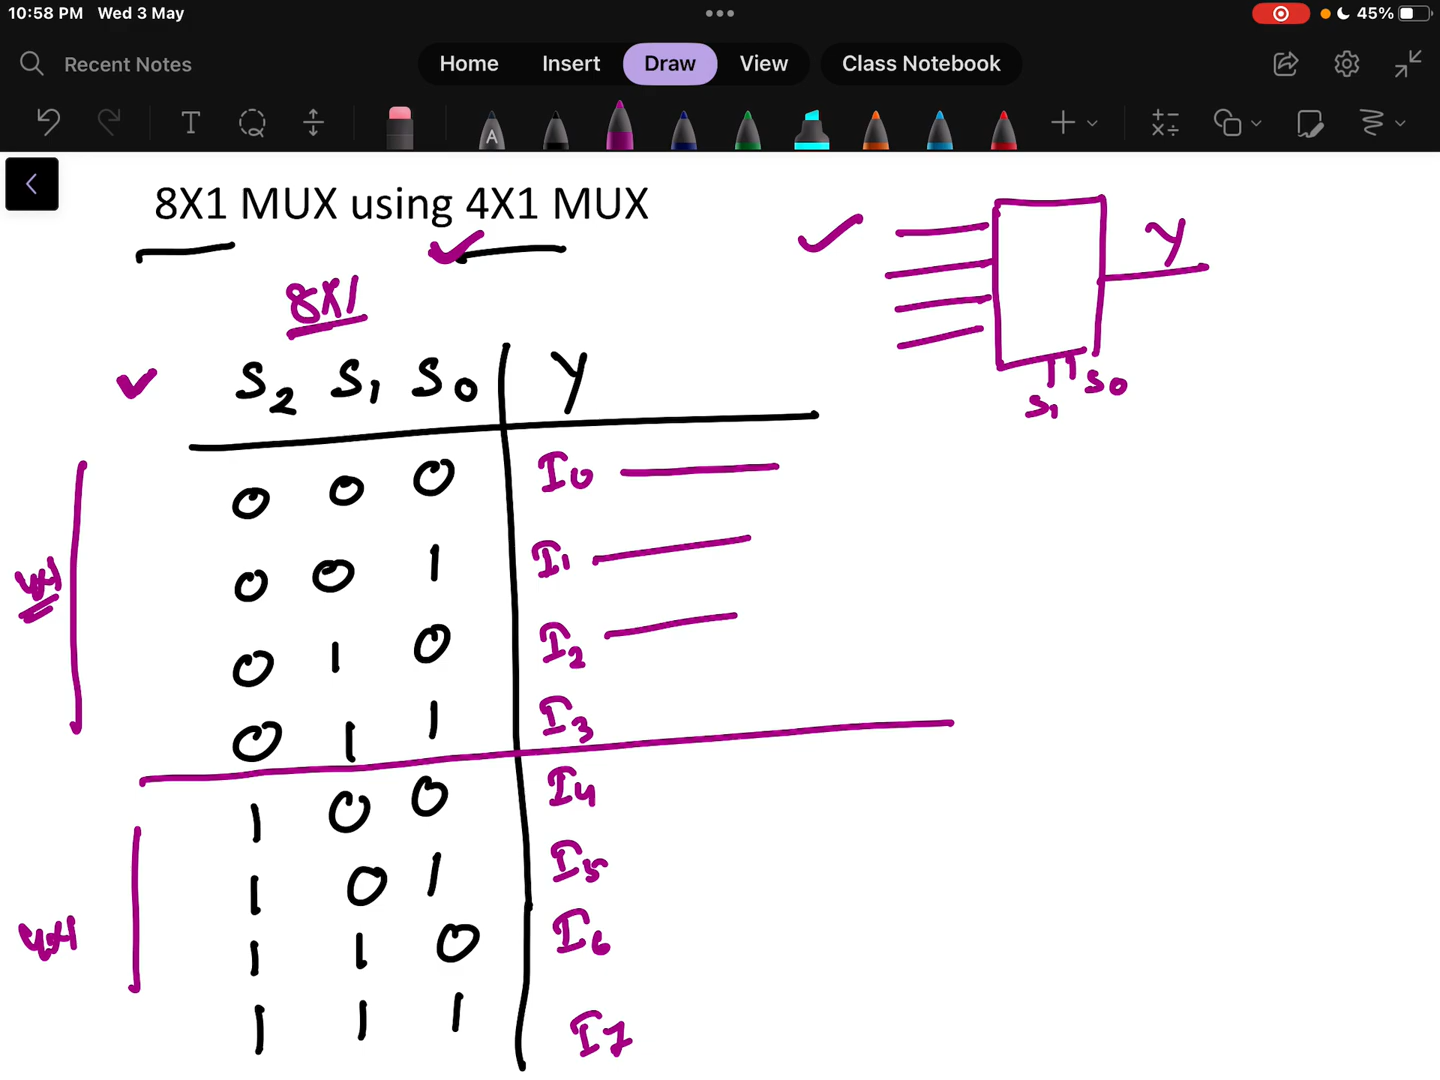 10:58 PM Wed 3 May
45%
Recent Notes
Home Insert Draw View Class Notebook
A
8X1 MUX using 4X1 MUX
8X1
Y
S1 S0
S2 S1 S0 Y
0 0 0 I0
0 0 1 I1
4x1
0 1 0 I2
0 1 1 I3
1 0 0 I4
1 0 1 I5
4x1
1 1 0 I6
1 1 1 I7